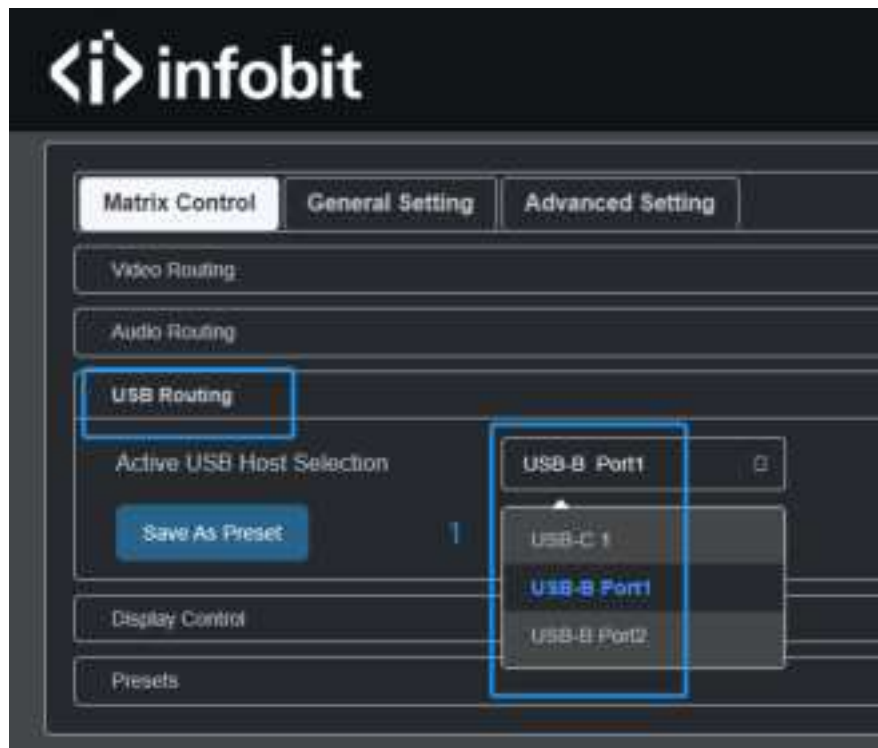 <i> infobit
Matrix Control General Setting Advanced Setting
Video Routing
Audio Routing
USB Routing
Active USB Host Selection USB-B Port1
Save As Preset 1 USB-C 1
USB-B Port1
Display Control
USB-B Port2
Presets